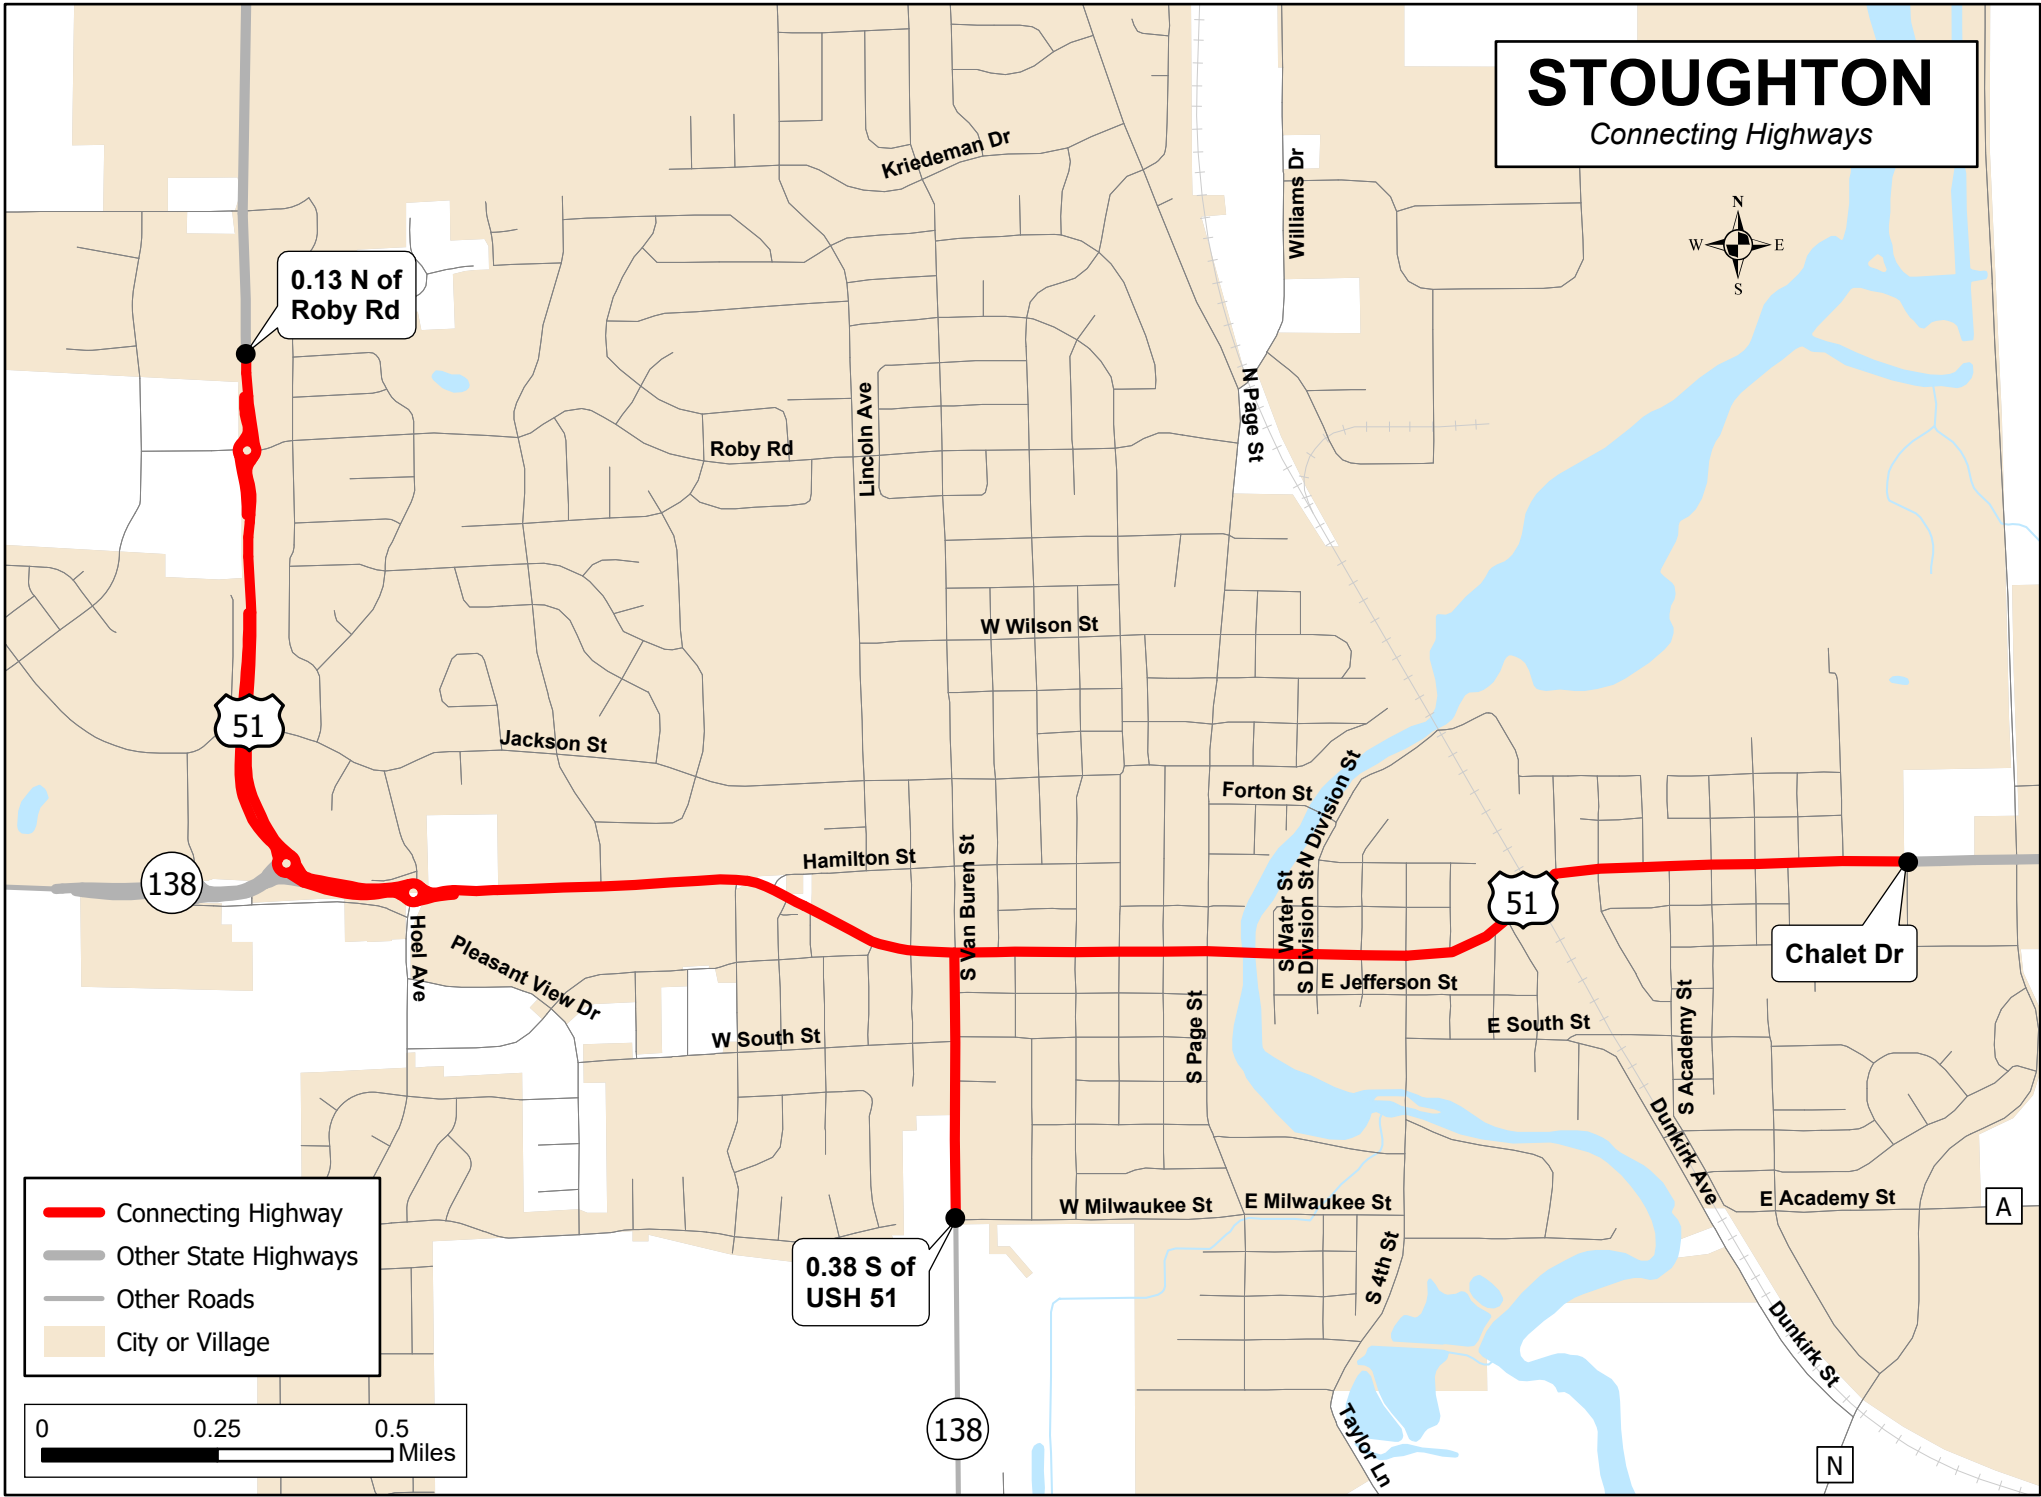 STOUGHTON
Connecting Highways
N
W
E
S
Kriedeman Dr
Williams Dr
0.13 N of
Roby Rd
N Page St
Lincoln Ave
Roby Rd
W Wilson St
51
Jackson St
Forton St
N Division St
S Van Buren St
Hamilton St
138
S Water St
S Division St
51
Hoel Ave
Pleasant View Dr
Chalet Dr
E Jefferson St
S Academy St
S Page St
W South St
E South St
Dunkirk Ave
W Milwaukee St
E Milwaukee St
E Academy St
A
S 4th St
0.38 S of
USH 51
Dunkirk St
138
Taylor Ln
N
Connecting Highway
Other State Highways
Other Roads
City or Village
0
0.25
0.5
Miles